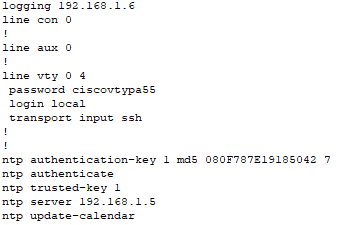 logging 192.168.1.6
line con 0
!
line aux 0
!
line vty 0 4
 password ciscovtypa55
 login local
 transport input ssh
!
!
ntp authentication-key 1 md5 080F787E19185042 7
ntp authenticate
ntp trusted-key 1
ntp server 192.168.1.5
ntp update-calendar